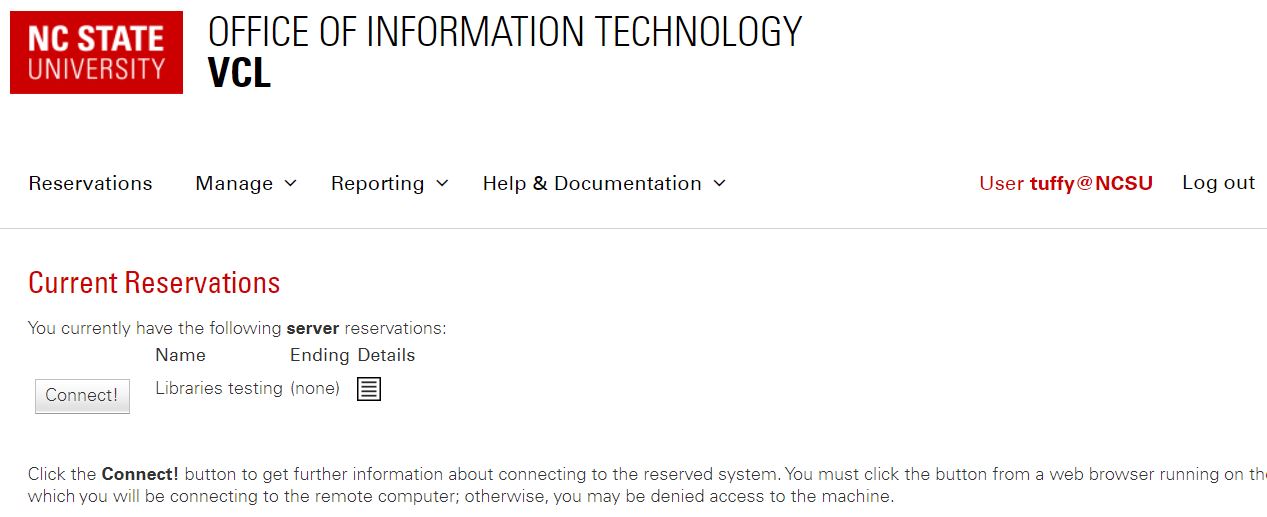 NC STATE
UNIVERSITY
OFFICE OF INFORMATION TECHNOLOGY
VCL
Reservations Manage Reporting Help & Documentation User tuffy@NCSU Log out
Current Reservations
You currently have the following server reservations:
Name Ending Details
Connect! Libraries testing (none)
Click the Connect! button to get further information about connecting to the reserved system. You must click the button from a web browser running on
which you will be connecting to the remote computer; otherwise, you may be denied access to the machine.